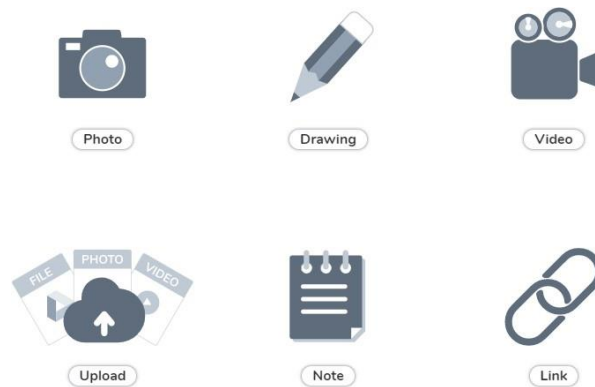 Photo
Drawing
Video
FILE
PHOTO
VIDEO
Upload
Note
Link